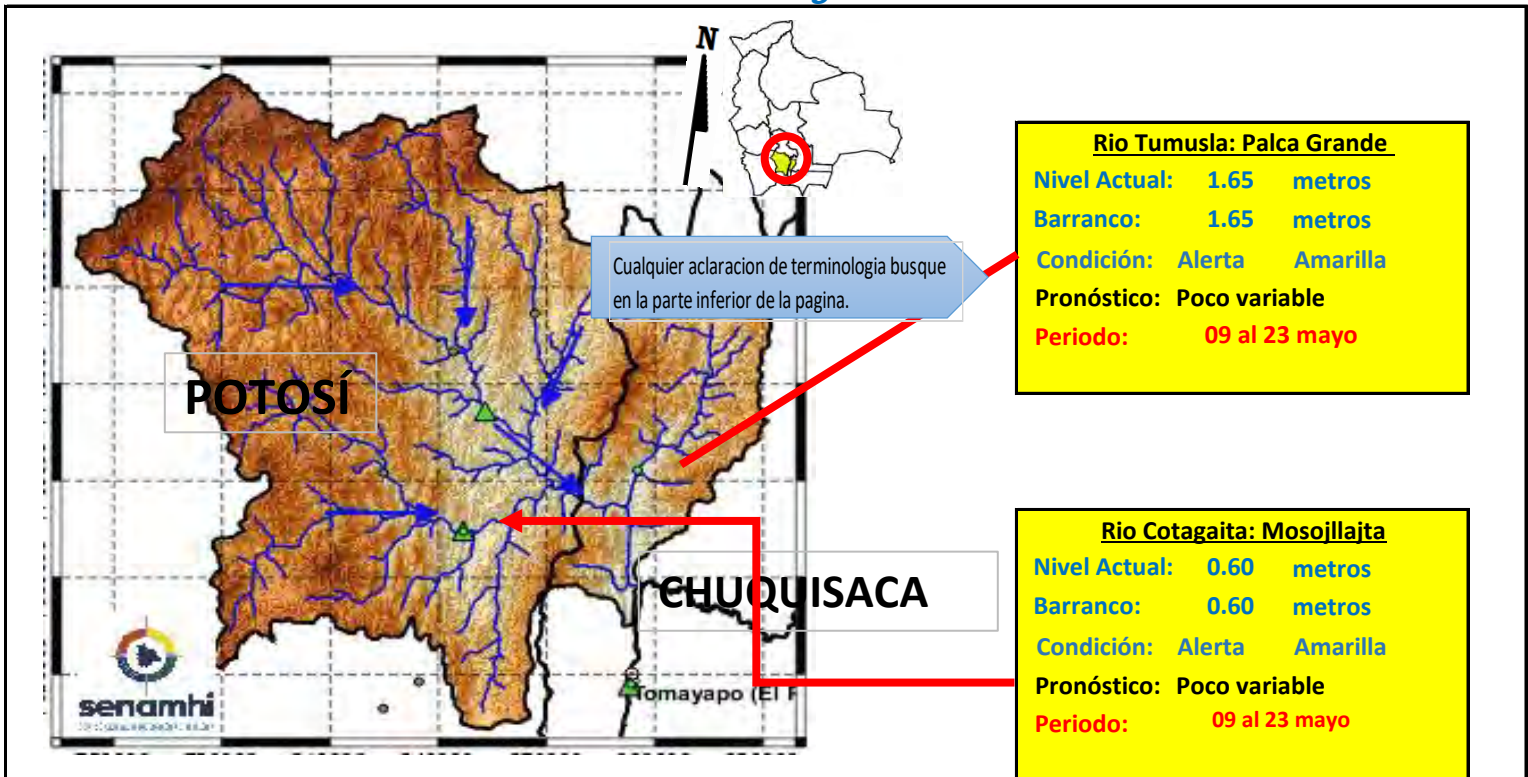 N
Cualquier aclaracion de terminologia busque
en la parte inferior de la pagina.
POTOSÍ
CHUQUISACA
Tomayapo (El
senamhi
Rio Tumusla: Palca Grande
Nivel Actual: 1.65 metros
Barranco: 1.65 metros
Condición: Alerta Amarilla
Pronóstico: Poco variable
Periodo: 09 al 23 mayo
Rio Cotagaita: Mosojllajta
Nivel Actual: 0.60 metros
Barranco: 0.60 metros
Condición: Alerta Amarilla
Pronóstico: Poco variable
Periodo: 09 al 23 mayo